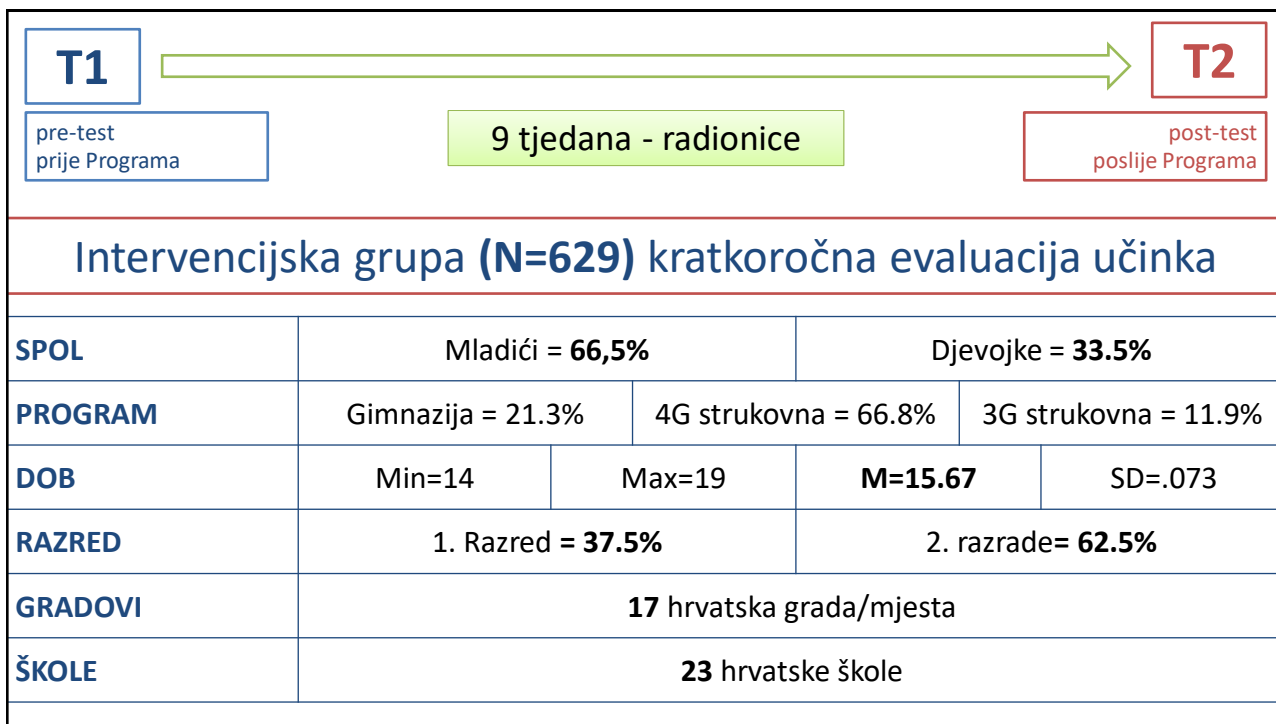 T1
T2
pre-test
prije Programa
9 tjedana - radionice
post-test
poslije Programa
Intervencijska grupa (N=629) kratkoročna evaluacija učinka
SPOL Mladići = 66,5% Djevojke = 33.5%
PROGRAM Gimnazija = 21.3% 4G strukovna = 66.8% 3G strukovna = 11.9%
DOB Min=14 Max=19 M=15.67 SD=.073
RAZRED 1. Razred = 37.5% 2. razrade= 62.5%
GRADOVI 17 hrvatska grada/mjesta
ŠKOLE 23 hrvatske škole